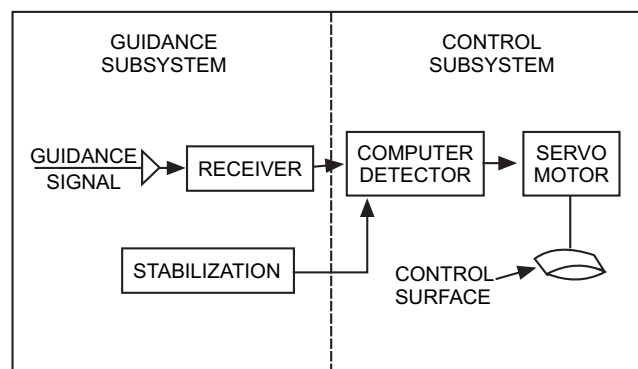 GUIDANCE
SUBSYSTEM
CONTROL
SUBSYSTEM
GUIDANCE
SIGNAL
RECEIVER
COMPUTER
DETECTOR
SERVO
MOTOR
STABILIZATION
CONTROL
SURFACE